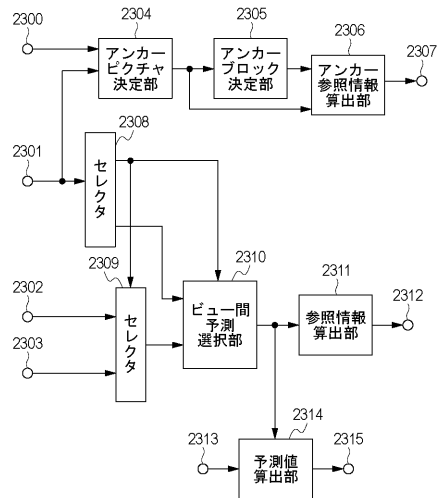 2300
2304
アンカー
ピクチャ
決定部
2305
アンカー
ブロック
決定部
2306
アンカー
参照情報
算出部
2307
2301
2308
セレクタ
2302
2303
2309
セレクタ
2310
ビュー間
予測
選択部
2311
参照情報
算出部
2312
2313
2314
予測値
算出部
2315